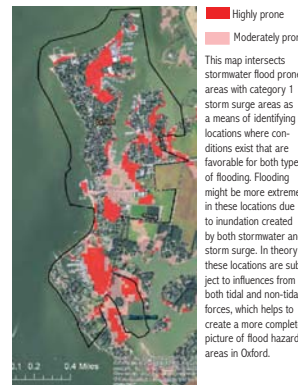 Highly prone
Moderately pron
This map intersects
stormwater flood prone
areas with category 1
storm surge areas as
a means of identifying
locations where con-
ditions exist that are
favorable for both type
of flooding. Flooding
might be more extreme
in these locations due
to inundation created
by both stormwater an
storm surge. In theory
these locations are sub
ject to influences from
both tidal and non-tida
forces, which helps to
create a more complet
picture of flood hazard
areas in Oxford.
0.1 0.2 0.4 Miles